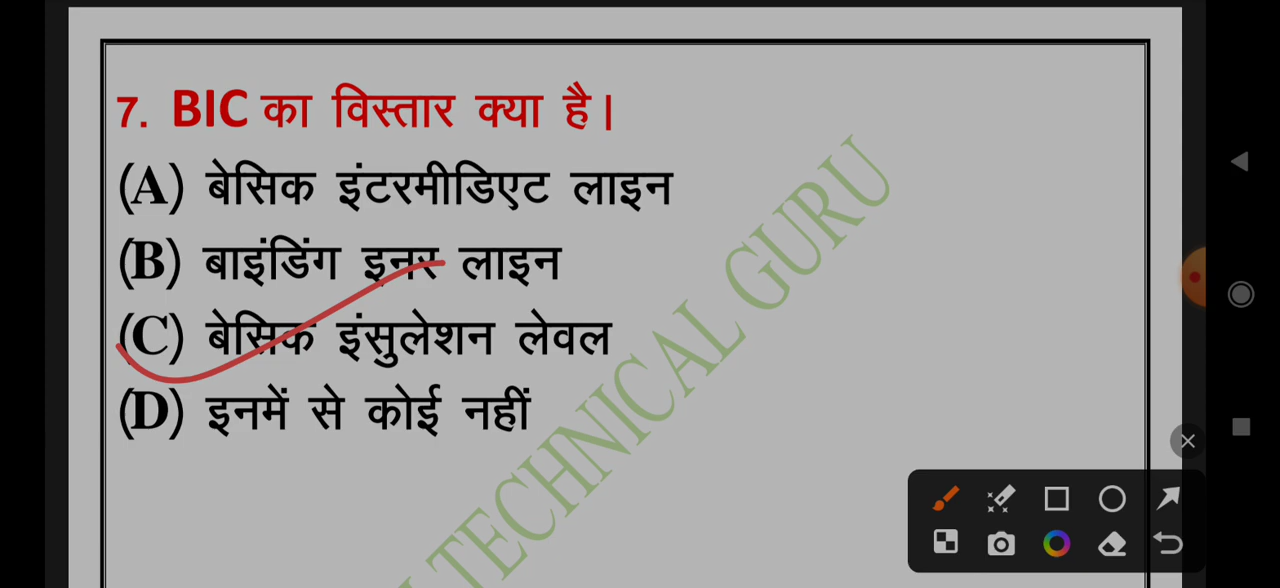 7. BIC का विस्तार क्या है।
(A) बेसिक इंटरमीडिएट लाइन
(B) बाइंडिंग इनर लाइन
(C) बेसिक इंसुलेशन लेवल
(D) इनमें से कोई नहीं
TECHNICAL GURU